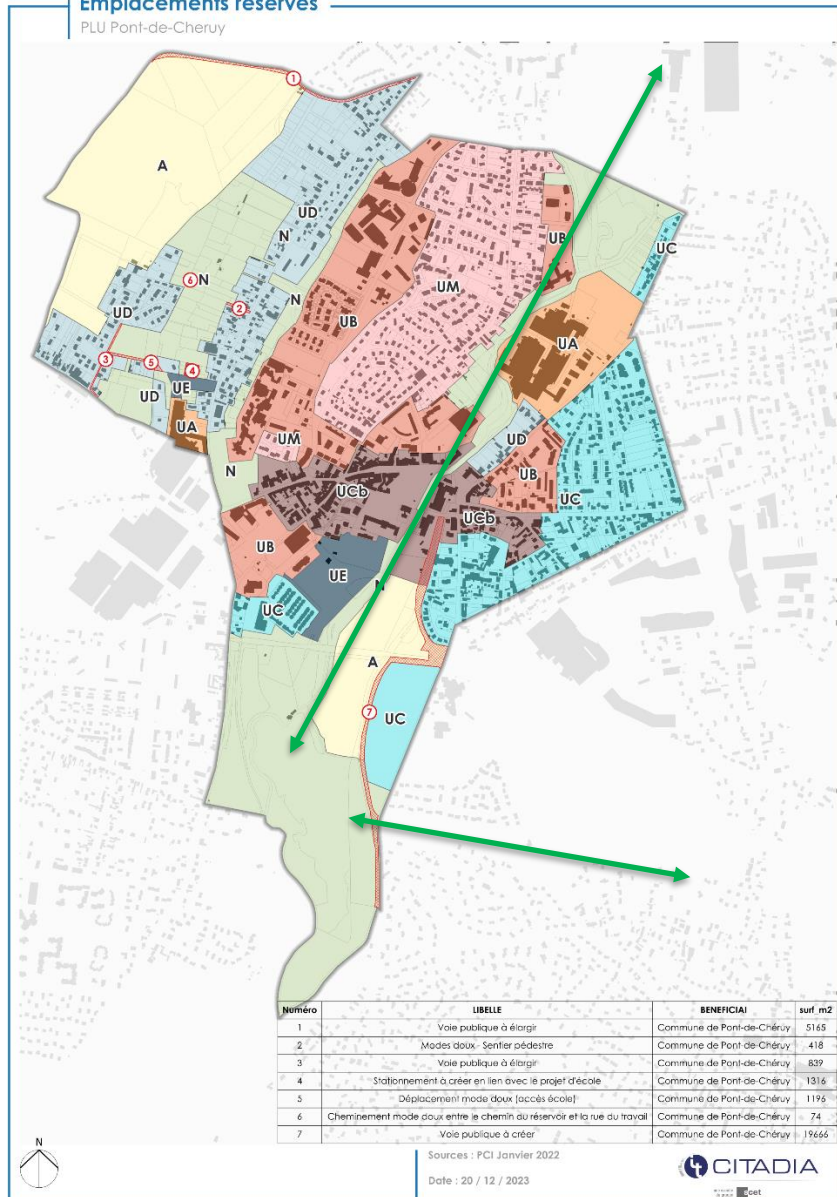 Emplacements réservés
PLU Pont-de-Cheruy
1
A
UD
N
UC
UB
6 N
UM
N
2
UD
UB
UA
3
5
4
UE
UD
UA
UM
UD
N
UB
UCb
UC
UCb
UB
UE
N
UC
A
UC
7
Numéro LIBELLE BENEFICIAI surf_m2
1 Voie publique à élargir Commune de Pont-de-Chéruy 5165
2 Modes doux - Sentier pédestre Commune de Pont-de-Chéruy 418
3 Voie publique à élargir Commune de Pont-de-Chéruy 839
4 Stationnement à créer en lien avec le projet d'école Commune de Pont-de-Chéruy 1316
5 Déplacement mode doux (accès école) Commune de Pont-de-Chéruy 1196
6 Cheminement mode doux entre le chemin du réservoir et la rue du travail Commune de Pont-de-Chéruy 74
7 Voie publique à créer Commune de Pont-de-Chéruy 19666
N
Sources : PCI Janvier 2022
Date : 20 / 12 / 2023
CITADIA
scet